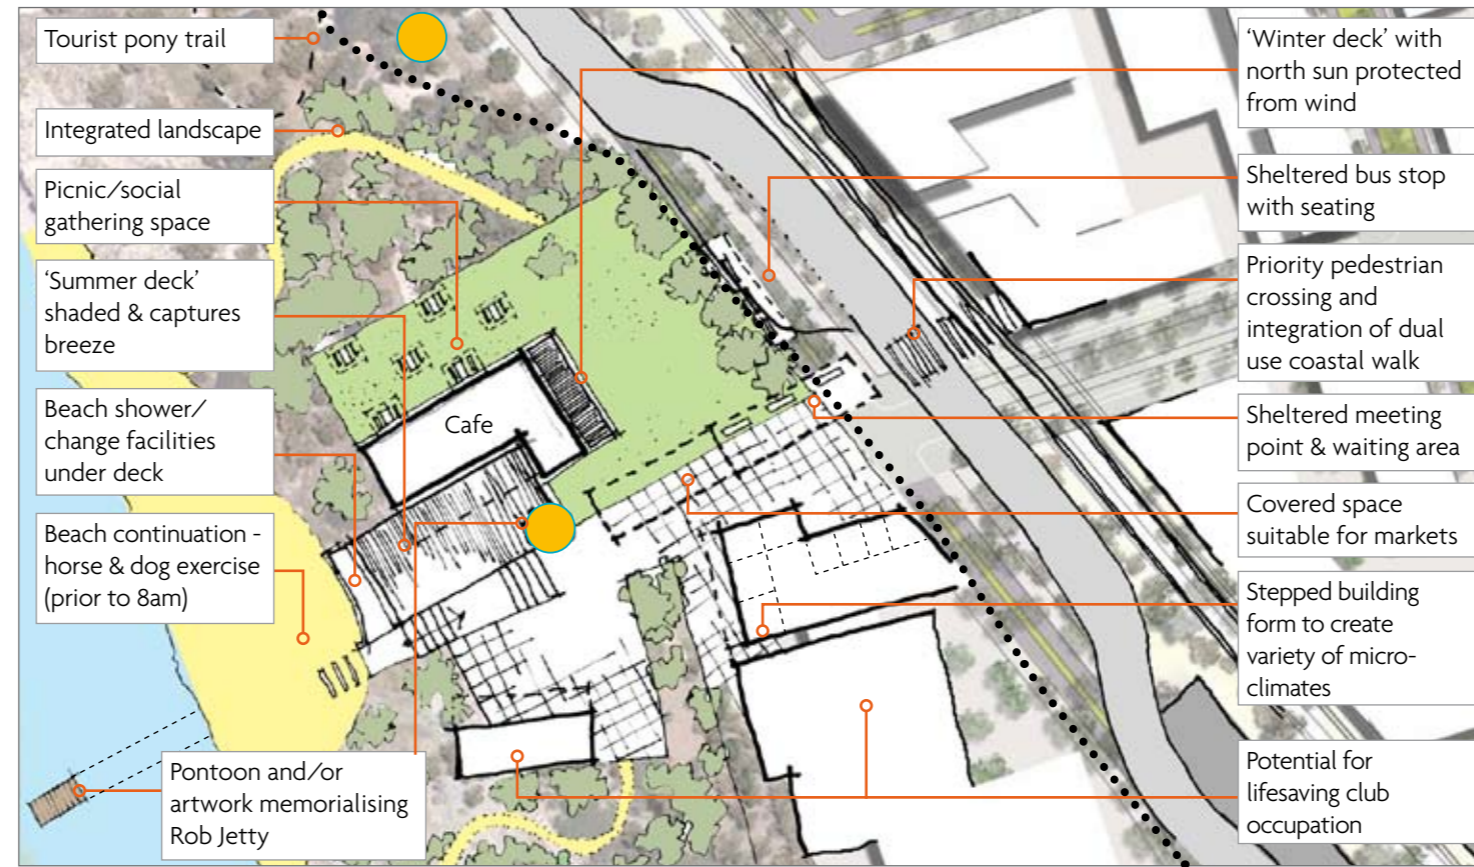 Tourist pony trail
Integrated landscape
Picnic/social
gathering space
‘Summer deck’
shaded & captures
breeze
Beach shower/
change facilities
under deck
Beach continuation -
horse & dog exercise
(prior to 8am)
Pontoon and/or
artwork memorialising
Rob Jetty
Cafe
‘Winter deck’ with
north sun protected
from wind
Sheltered bus stop
with seating
Priority pedestrian
crossing and
integration of dual
use coastal walk
Sheltered meeting
point & waiting area
Covered space
suitable for markets
Stepped building
form to create
variety of micro-
climates
Potential for
lifesaving club
occupation